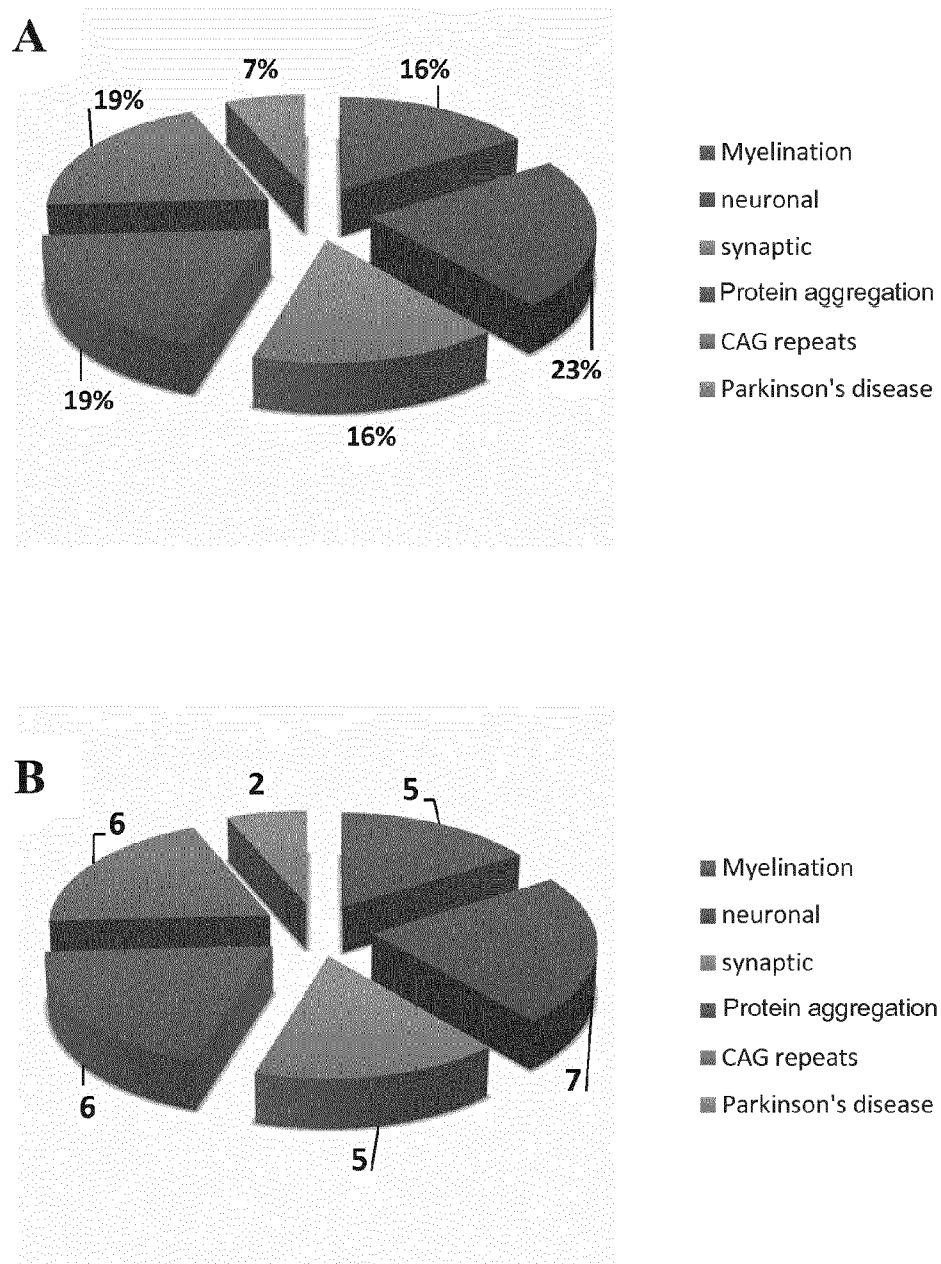 A
7%
16%
19%
19%
16%
23%
Myelination
neuronal
synaptic
Protein aggregation
CAG repeats
Parkinson's disease
B
2
5
6
6
5
7
Myelination
neuronal
synaptic
Protein aggregation
CAG repeats
Parkinson's disease